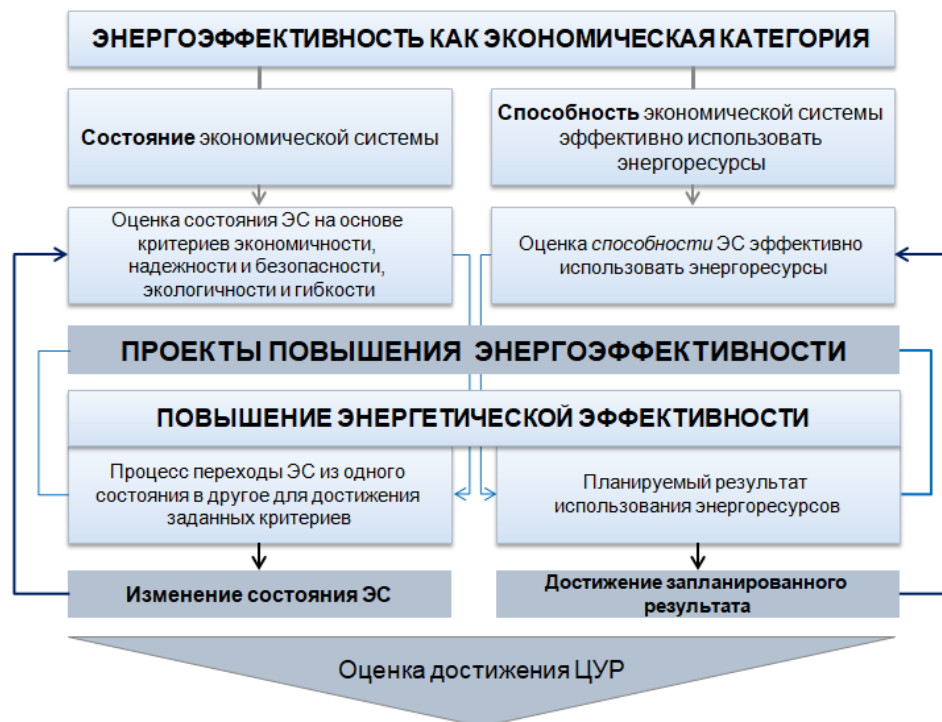 ЭНЕРГОЭФФЕКТИВНОСТЬ КАК ЭКОНОМИЧЕСКАЯ КАТЕГОРИЯ
Состояние экономической системы
Способность экономической системы
эффективно использовать
энергоресурсы
Оценка состояния ЭС на основе
критериев экономичности,
надежности и безопасности,
экологичности и гибкости
Оценка способности ЭС эффективно
использовать энергоресурсы
ПРОЕКТЫ ПОВЫШЕНИЯ ЭНЕРГОЭФФЕКТИВНОСТИ
ПОВЫШЕНИЕ ЭНЕРГЕТИЧЕСКОЙ ЭФФЕКТИВНОСТИ
Процесс переходы ЭС из одного
состояния в другое для достижения
заданных критериев
Планируемый результат
использования энергоресурсов
Изменение состояния ЭС
Достижение запланированного
результата
Оценка достижения ЦУР